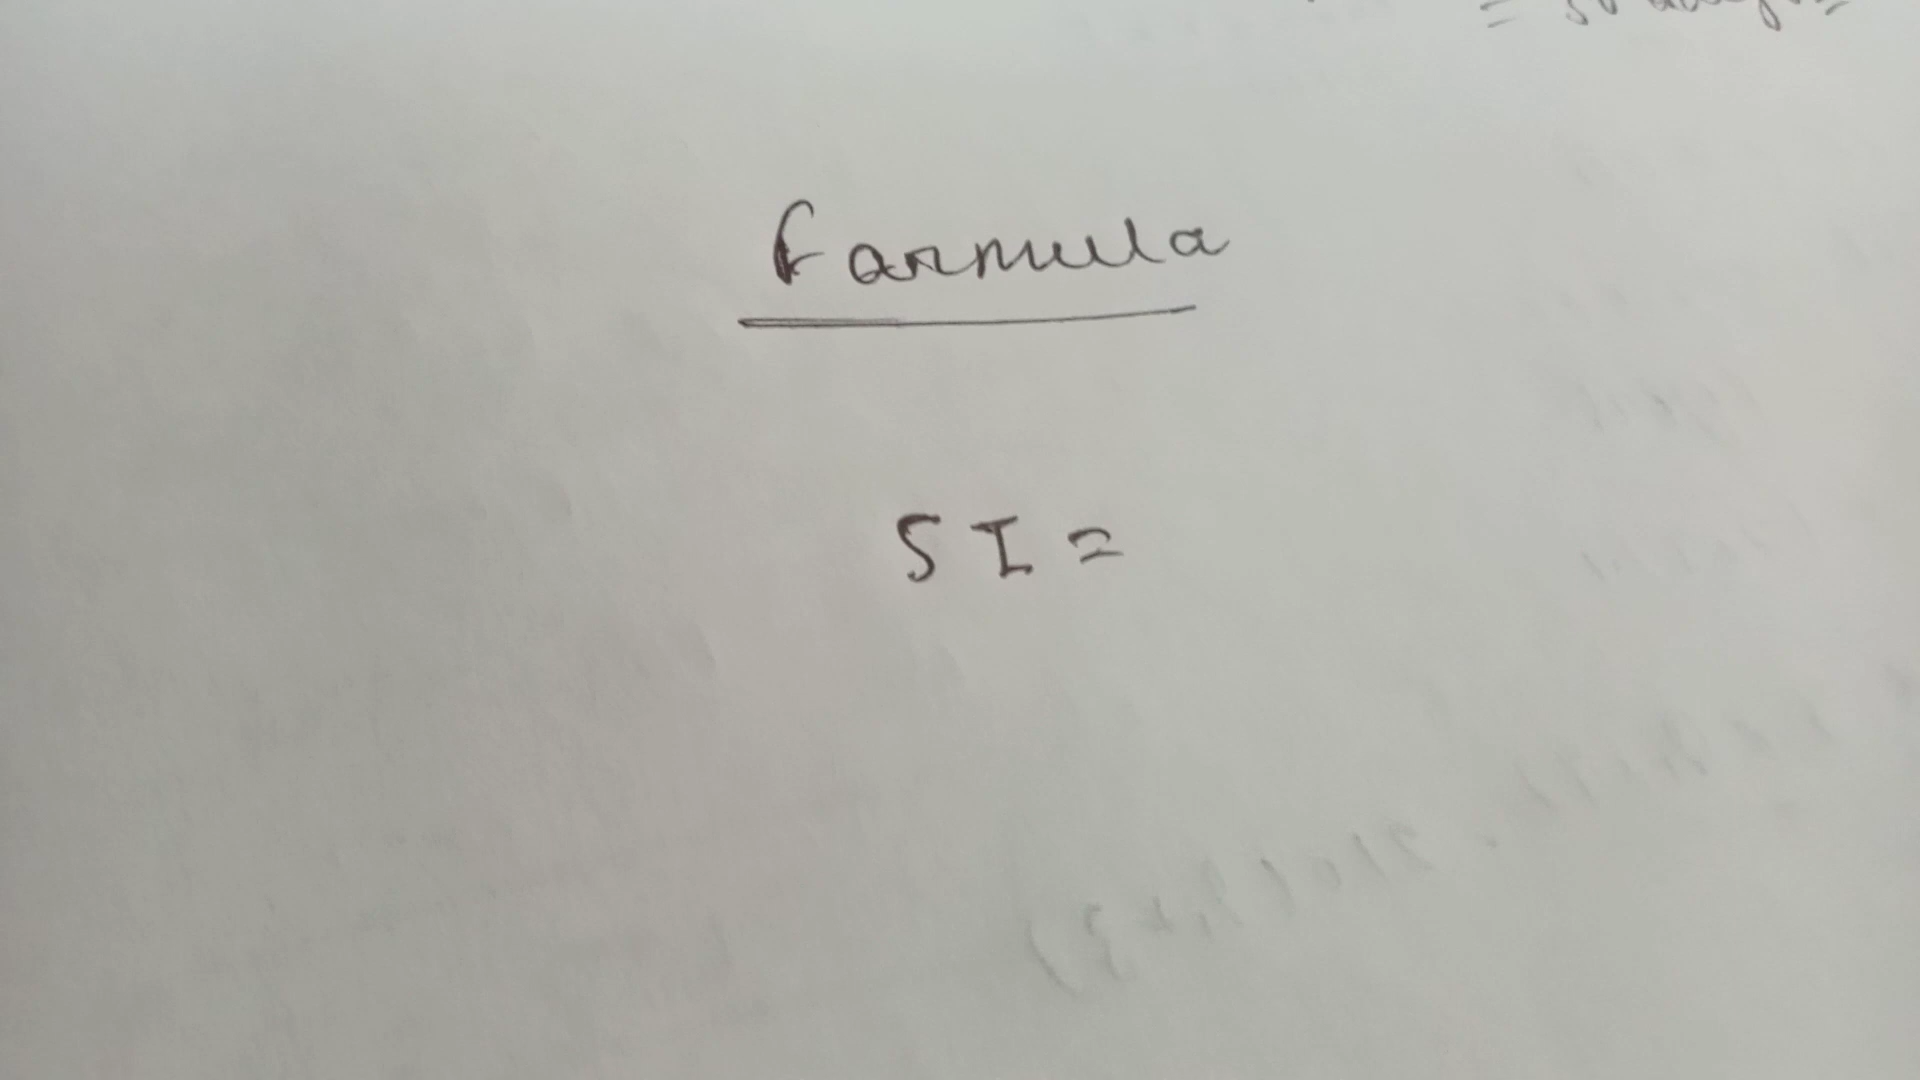 Formula
SI =